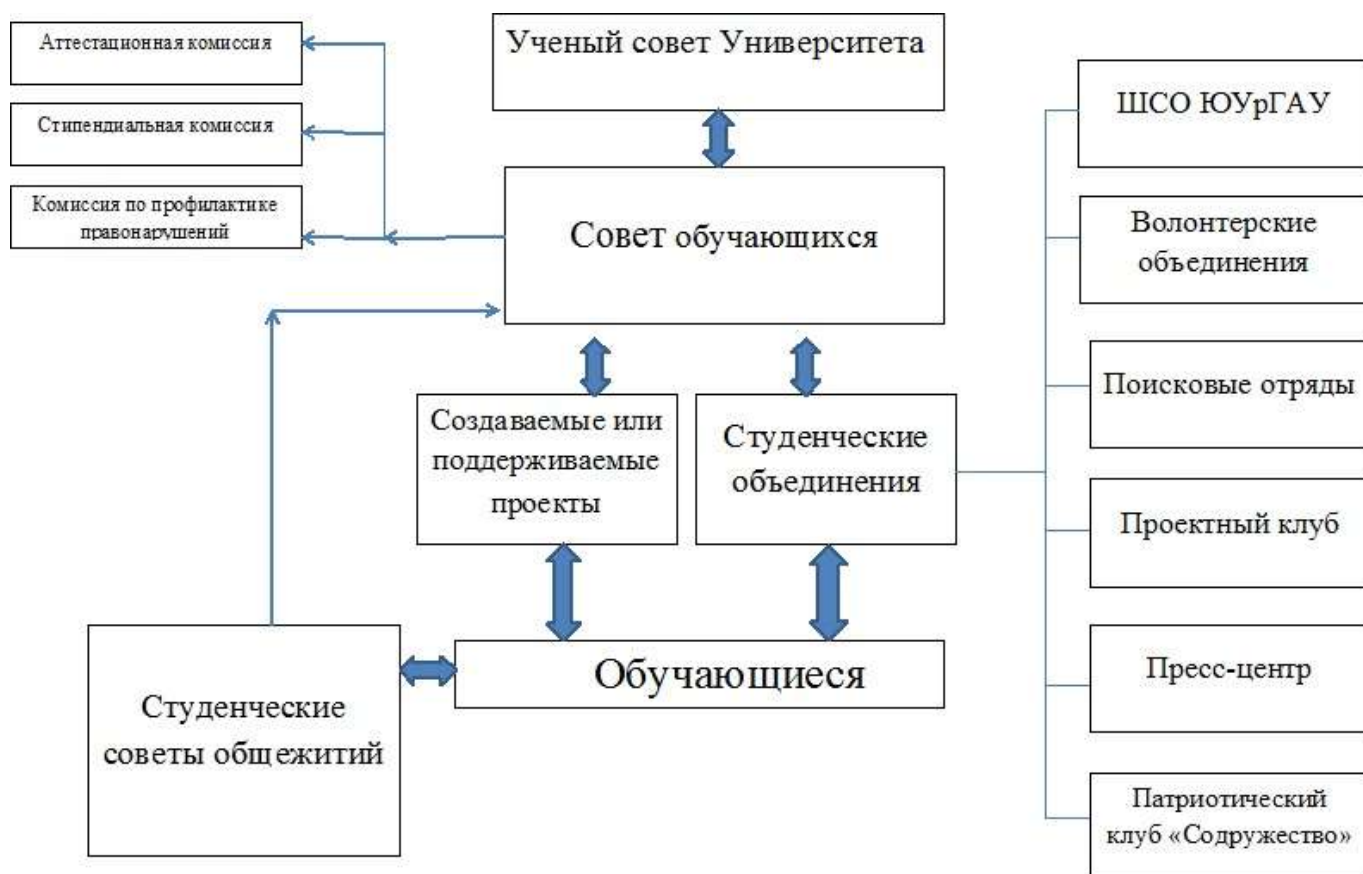 Аттестационная комиссия
Стипендиальная комиссия
Комиссия по профилактике
правонарушений
Ученый совет Университета
Совет обучающихся
Создаваемые или
поддерживаемые
проекты
Студенческие
объединения
Обучающиеся
Студенческие
советы общежитий
ШСО ЮУрГАУ
Волонтерские
объединения
Поисковые отряды
Проектный клуб
Пресс-центр
Патриотический
клуб «Содружество»